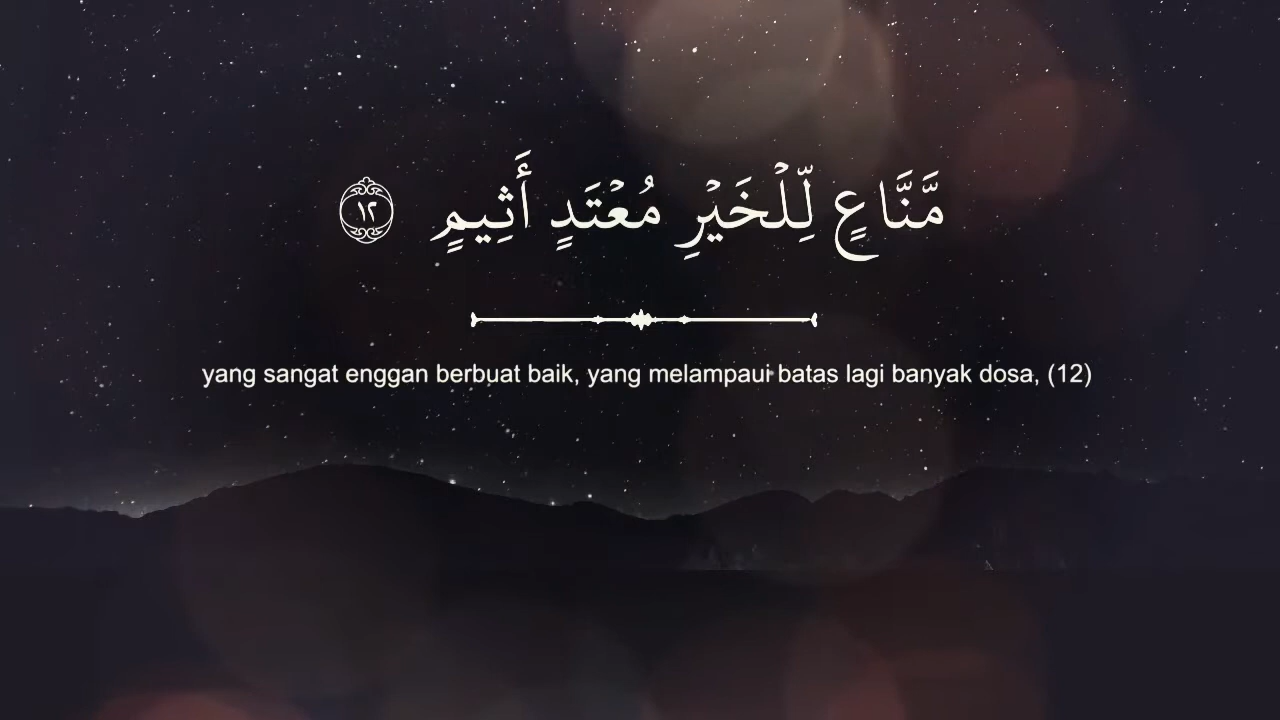 مَّنَّاعٍ لِّلْخَيْرِ مُعْتَدٍ أَثِيمٍ ١٢
yang sangat enggan berbuat baik, yang melampaui batas lagi banyak dosa, (12)